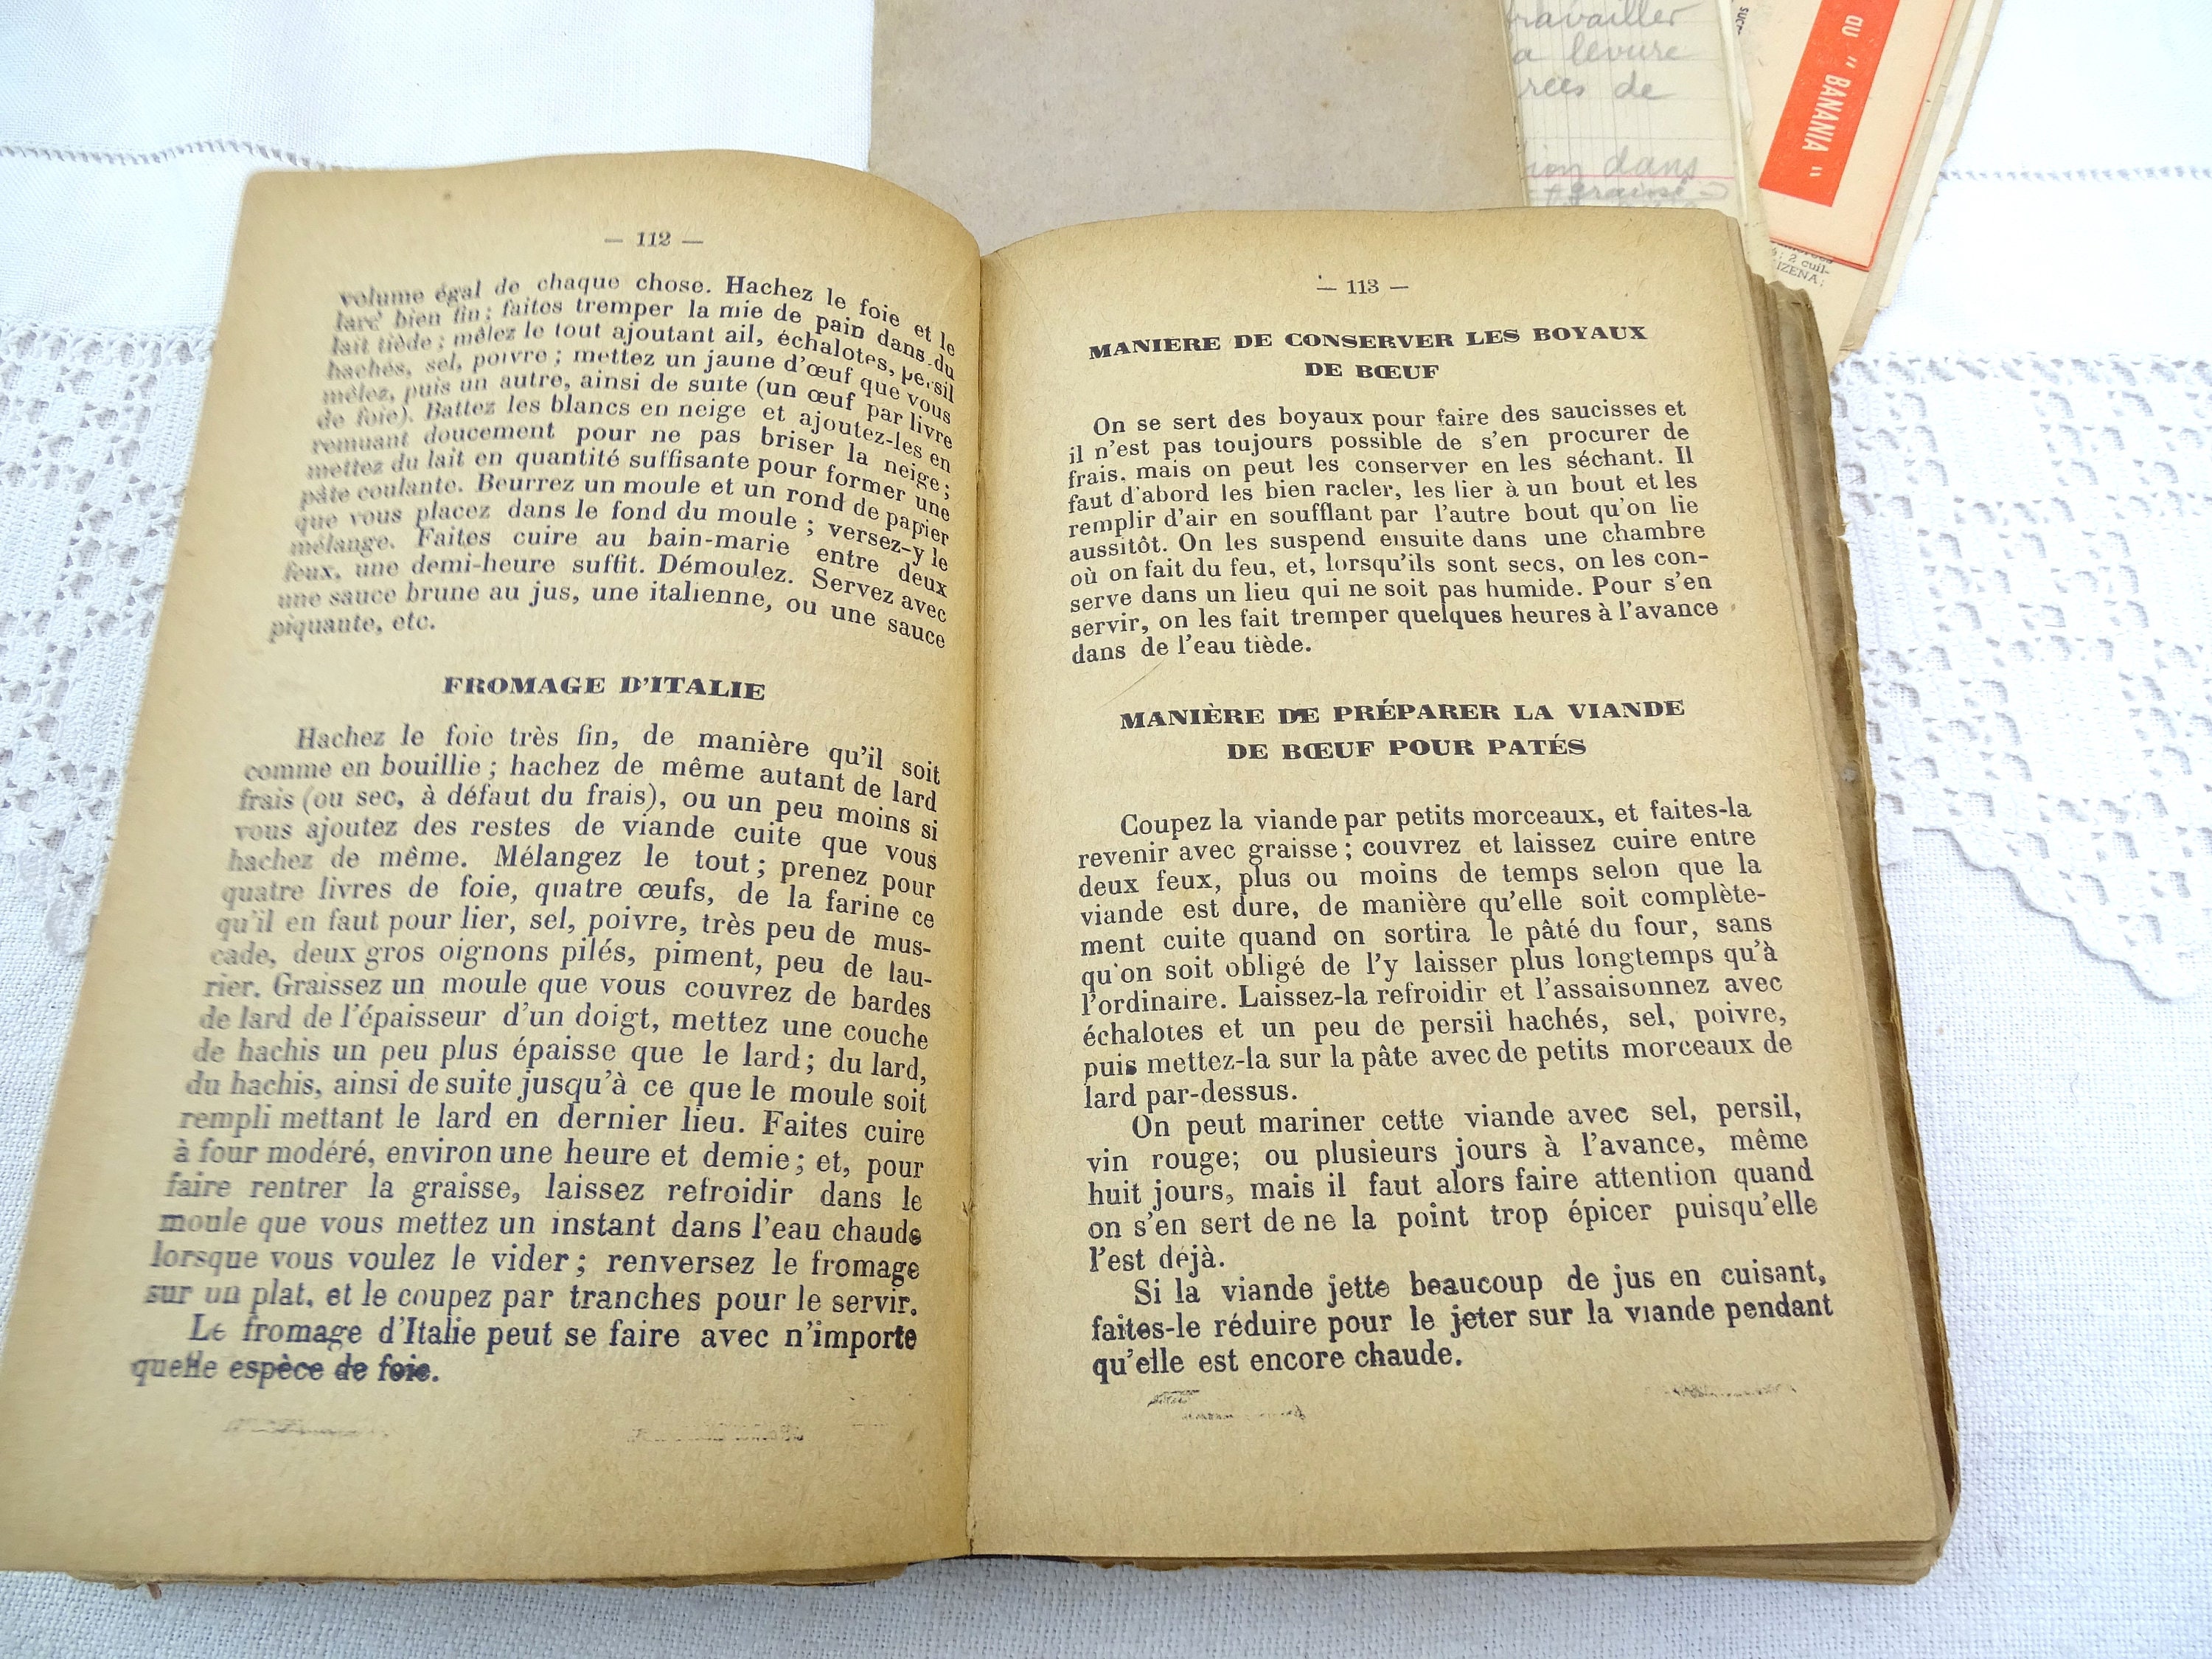 — 112 —
volume égal de chaque chose. Hachez le foie et le
lard bien fin; faites tremper la mie de pain dans du
lait tiède; mêlez le tout ajoutant ail, échalotes, persil
hachés, sel, poivre; mettez un jaune d'œuf que vous
mêlez, puis un autre, ainsi de suite (un œuf par livre
de foie). Battez les blancs en neige et ajoutez-les en
remuant doucement pour ne pas briser la neige;
mettez du lait en quantité suffisante pour former une
pâte coulante. Beurrez un moule et un rond de papier
que vous placez dans le fond du moule; versez-y le
mélange. Faites cuire au bain-marie entre deux
feux, une demi-heure suffit. Démoulez. Servez avec
une sauce brune au jus, une italienne, ou une sauce
piquante, etc.
FROMAGE D'ITALIE
Hachez le foie très fin, de manière qu'il soit
comme en bouillie; hachez de même autant de lard
frais (ou sec, à défaut du frais), ou un peu moins si
vous ajoutez des restes de viande cuite que vous
hachez de même. Mélangez le tout; prenez pour
quatre livres de foie, quatre œufs, de la farine ce
qu'il en faut pour lier, sel, poivre, très peu de mus-
cade, deux gros oignons pilés, piment, peu de lau-
rier. Graissez un moule que vous couvrez de bardes
de lard de l'épaisseur d'un doigt, mettez une couche
de hachis un peu plus épaisse que le lard; du lard,
du hachis, ainsi de suite jusqu'à ce que le moule soit
rempli mettant le lard en dernier lieu. Faites cuire
à four modéré, environ une heure et demie; et, pour
faire rentrer la graisse, laissez refroidir dans le
moule que vous mettez un instant dans l'eau chaude
lorsque vous voulez le vider; renversez le fromage
sur un plat, et le coupez par tranches pour le servir.
Le fromage d'Italie peut se faire avec n'importe
quelle espèce de foie.
— 113 —
MANIERE DE CONSERVER LES BOYAUX
DE BŒUF
On se sert des boyaux pour faire des saucisses et
il n'est pas toujours possible de s'en procurer de
frais, mais on peut les conserver en les séchant. Il
faut d'abord les bien racler, les lier à un bout et les
remplir d'air en soufflant par l'autre bout qu'on lie
aussitôt. On les suspend ensuite dans une chambre
où on fait du feu, et, lorsqu'ils sont secs, on les con-
serve dans un lieu qui ne soit pas humide. Pour s'en
servir, on les fait tremper quelques heures à l'avance
dans de l'eau tiède.
MANIÈRE DE PRÉPARER LA VIANDE
DE BŒUF POUR PATÉS
Coupez la viande par petits morceaux, et faites-la
revenir avec graisse; couvrez et laissez cuire entre
deux feux, plus ou moins de temps selon que la
viande est dure, de manière qu'elle soit complète-
ment cuite quand on sortira le pâté du four, sans
qu'on soit obligé de l'y laisser plus longtemps qu'à
l'ordinaire. Laissez-la refroidir et l'assaisonnez avec
échalotes et un peu de persil hachés, sel, poivre,
puis mettez-la sur la pâte avec de petits morceaux de
lard par-dessus.
On peut mariner cette viande avec sel, persil,
vin rouge; ou plusieurs jours à l'avance, même
huit jours, mais il faut alors faire attention quand
on s'en sert de ne la point trop épicer puisqu'elle
l'est déjà.
Si la viande jette beaucoup de jus en cuisant,
faites-le réduire pour le jeter sur la viande pendant
qu'elle est encore chaude.
travailler
a levure
rées de
ion dans
graisse
SUCR
au "BANANIA"
; 2 cuil-
IZENA;